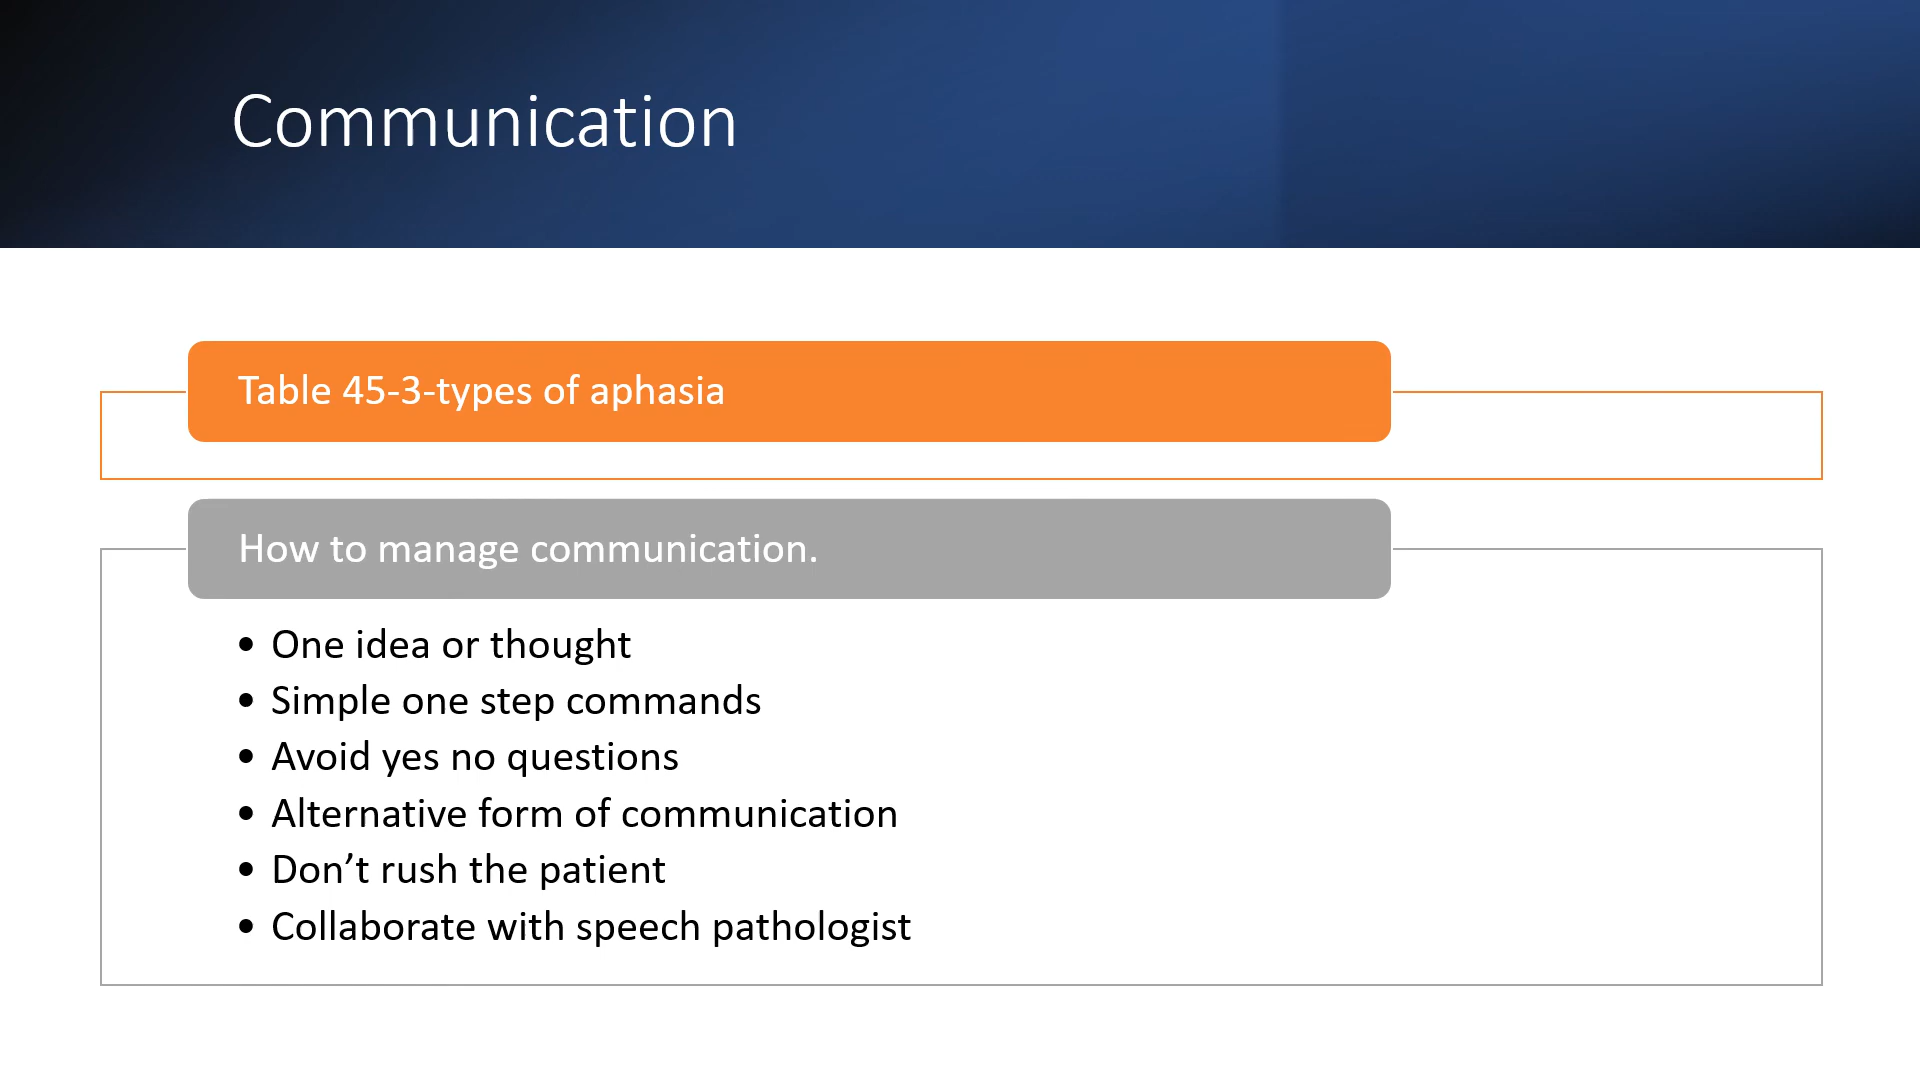 Communication
Table 45-3-types of aphasia
How to manage communication.
• One idea or thought
• Simple one step commands
• Avoid yes no questions
• Alternative form of communication
• Don’t rush the patient
• Collaborate with speech pathologist